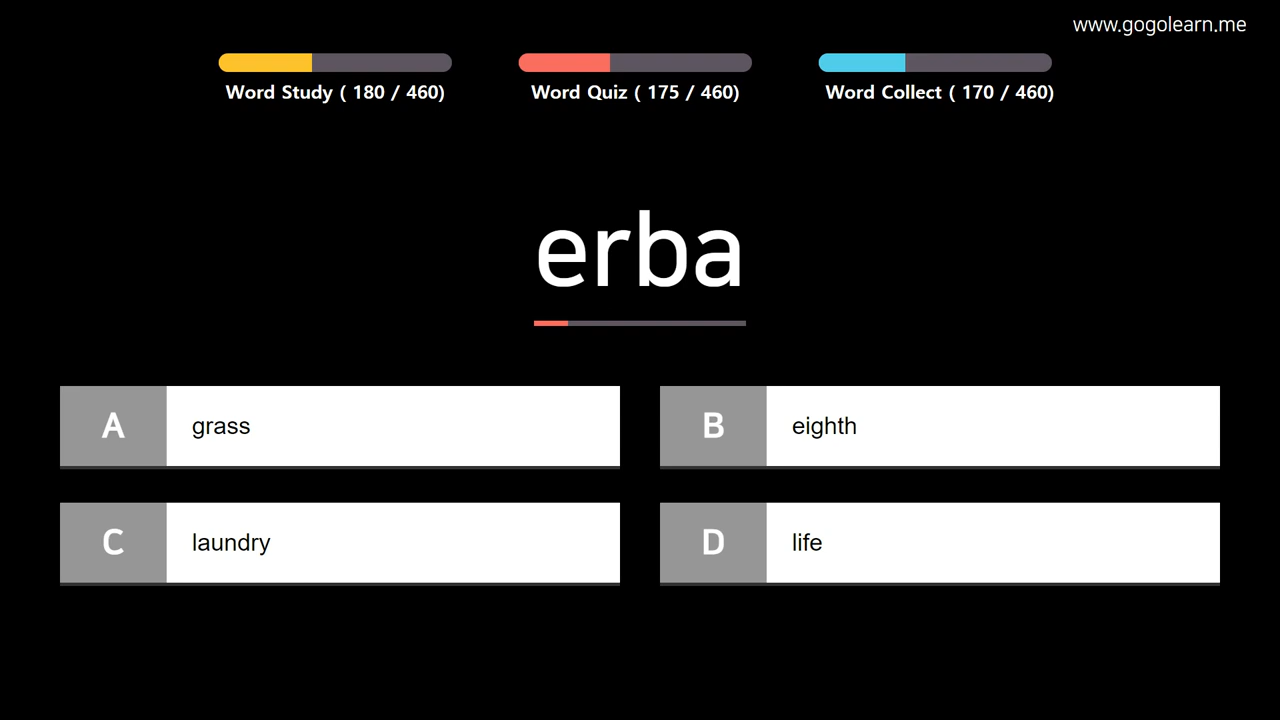 www.gogolearn.me
Word Study ( 180 / 460)
Word Quiz ( 175 / 460)
Word Collect ( 170 / 460)
erba
A grass
B eighth
C laundry
D life